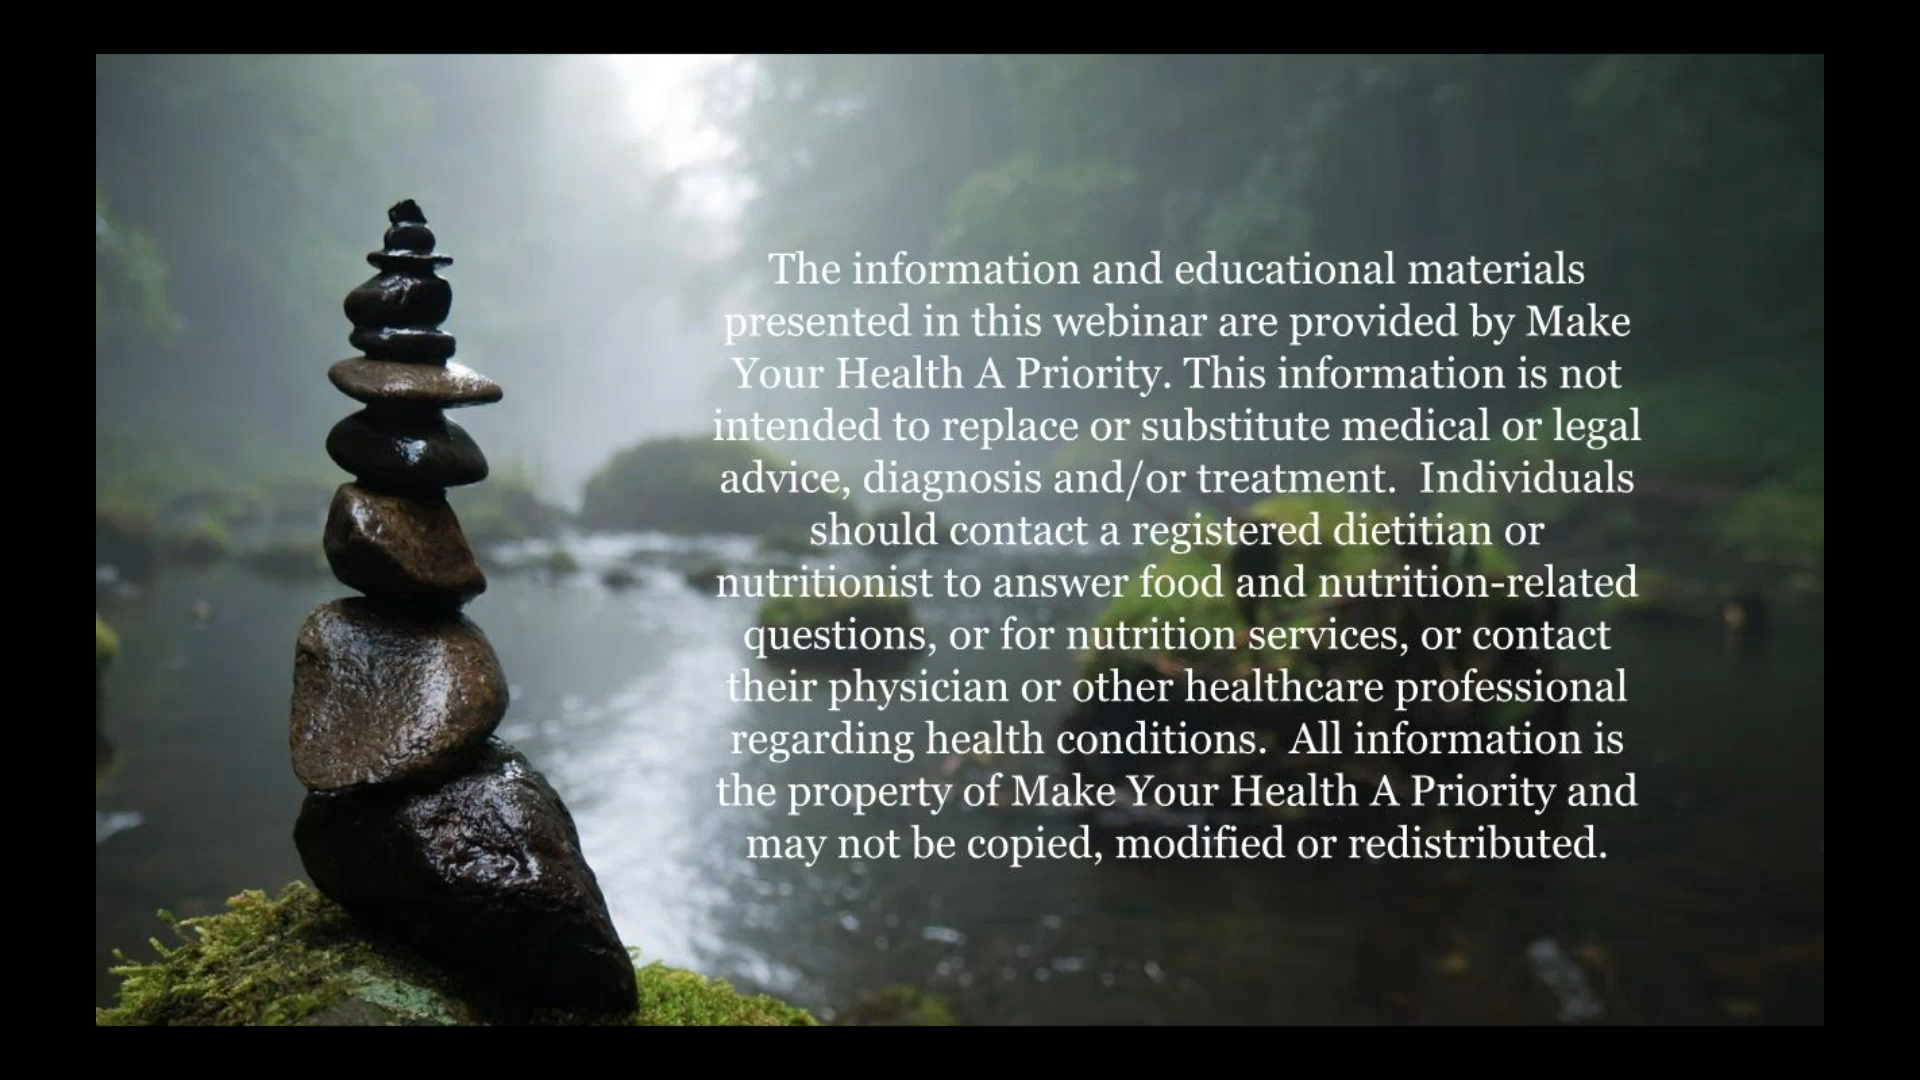 The information and educational materials
presented in this webinar are provided by Make
Your Health A Priority. This information is not
intended to replace or substitute medical or legal
advice, diagnosis and/or treatment.  Individuals
should contact a registered dietitian or
nutritionist to answer food and nutrition-related
questions, or for nutrition services, or contact
their physician or other healthcare professional
regarding health conditions.  All information is
the property of Make Your Health A Priority and
may not be copied, modified or redistributed.